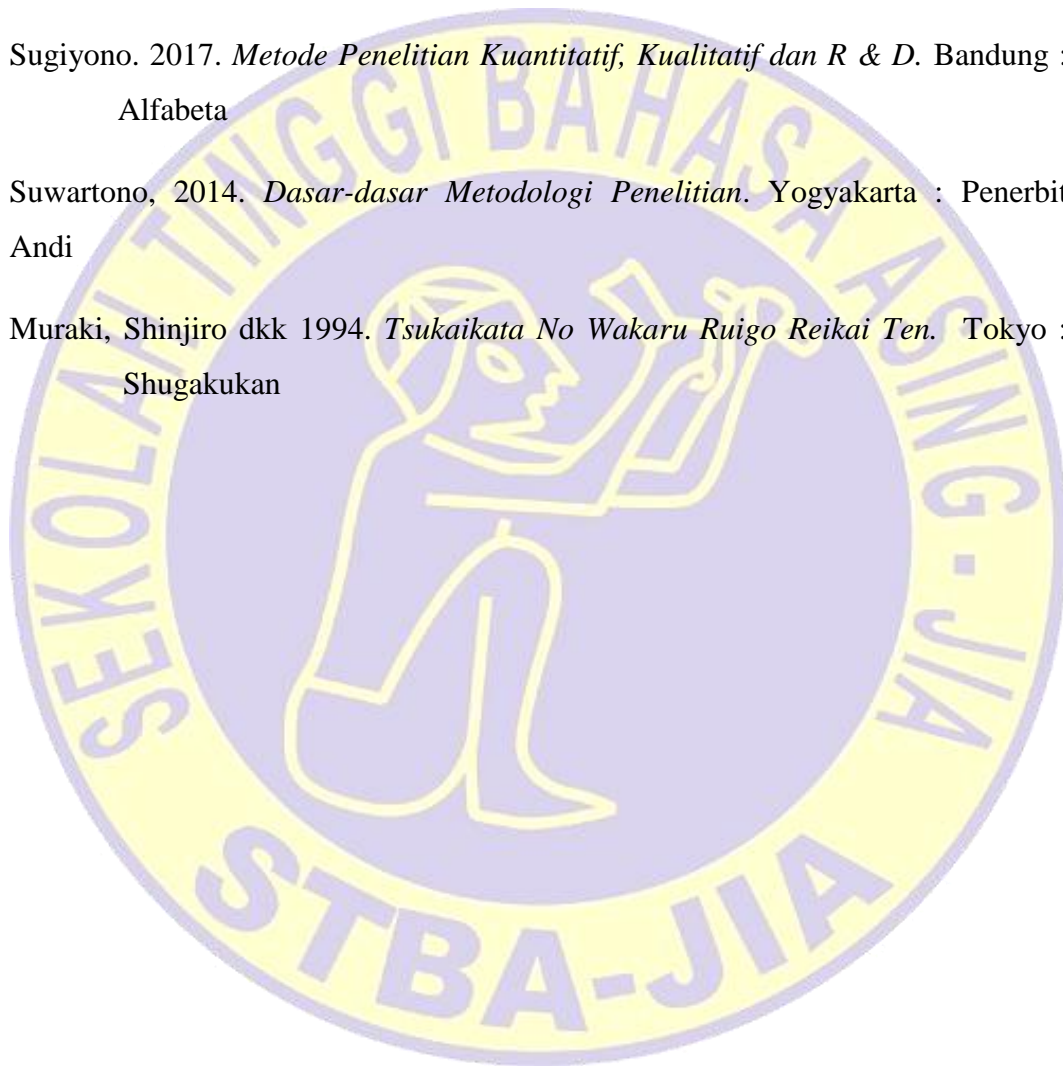 Sugiyono. 2017. Metode Penelitian Kuantitatif, Kualitatif dan R & D. Bandung :
Alfabeta
Suwartono, 2014. Dasar-dasar Metodologi Penelitian. Yogyakarta : Penerbit
Andi
Muraki, Shinjiro dkk 1994. Tsukaikata No Wakaru Ruigo Reikai Ten. Tokyo :
Shugakukan
SEKOLAH TINGGI BAHASA ASING - JIA
STBA-JIA